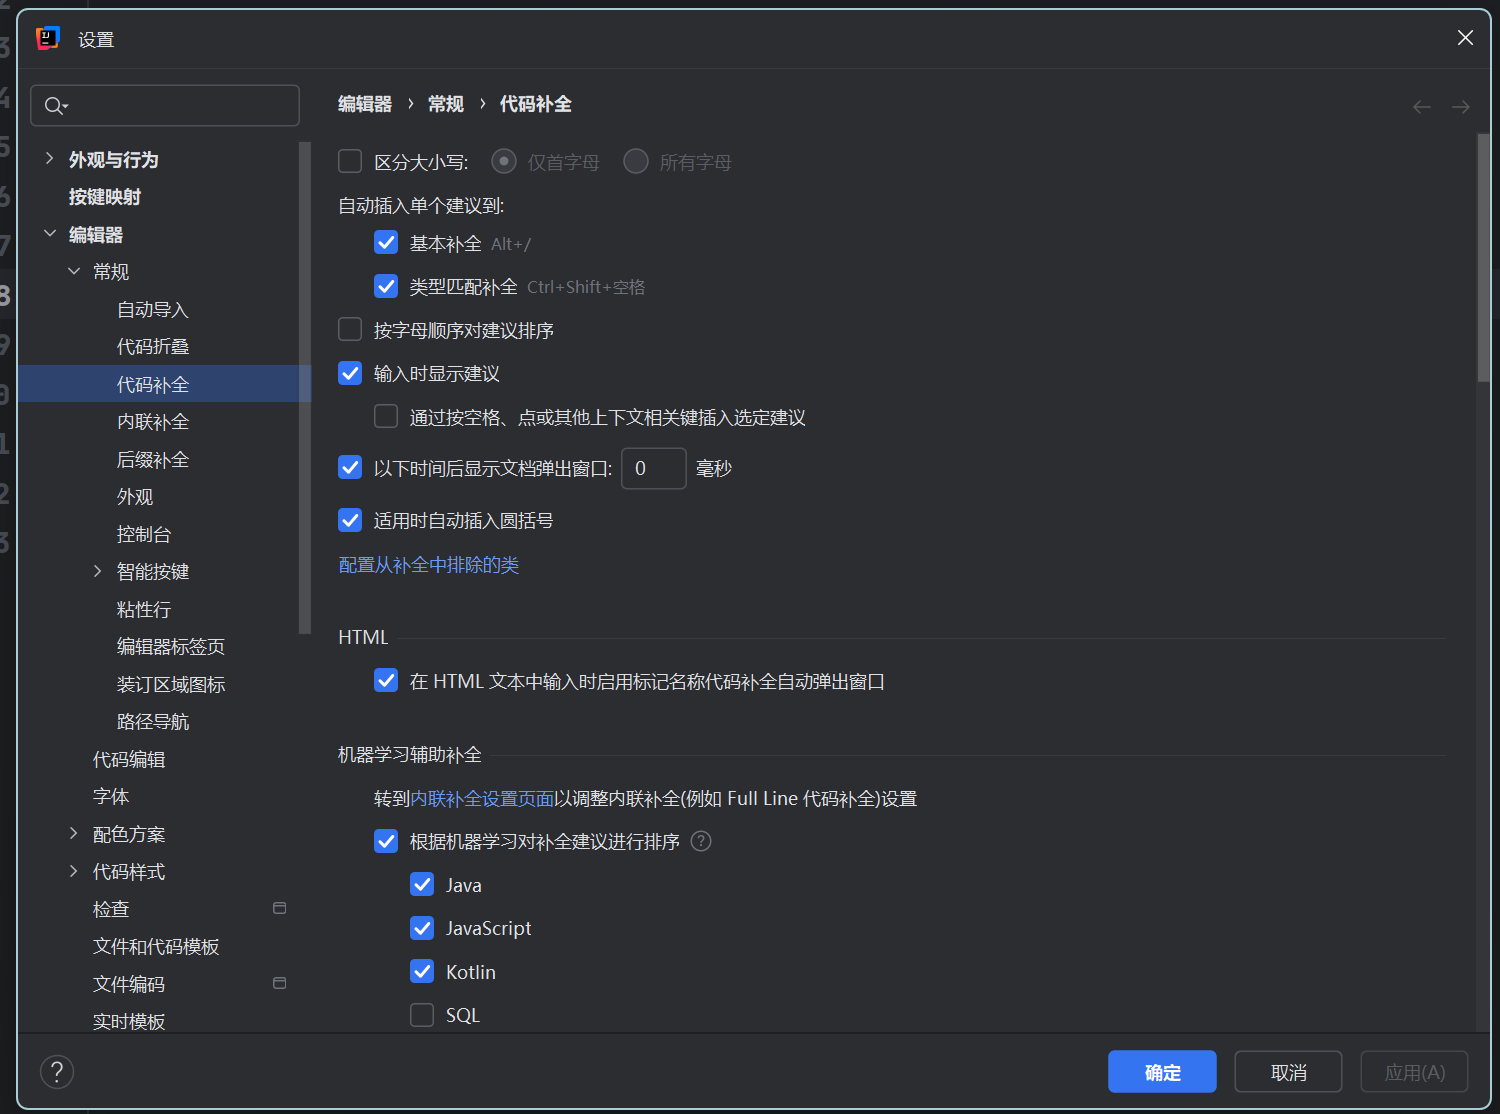 设置
外观与行为
按键映射
编辑器
常规
自动导入
代码折叠
代码补全
内联补全
后缀补全
外观
控制台
智能按键
粘性行
编辑器标签页
装订区域图标
路径导航
代码编辑
字体
配色方案
代码样式
检查
文件和代码模板
文件编码
实时模板
编辑器 › 常规 › 代码补全
区分大小写: 仅首字母 所有字母
自动插入单个建议到:
基本补全 Alt+/
类型匹配补全 Ctrl+Shift+空格
按字母顺序对建议排序
输入时显示建议
通过按空格、点或其他上下文相关键插入选定建议
以下时间后显示文档弹出窗口: 0 毫秒
适用时自动插入圆括号
配置从补全中排除的类
HTML
在 HTML 文本中输入时启用标记名称代码补全自动弹出窗口
机器学习辅助补全
转到内联补全设置页面以调整内联补全(例如 Full Line 代码补全)设置
根据机器学习对补全建议进行排序 ?
Java
JavaScript
Kotlin
SQL
? 确定 取消 应用(A)